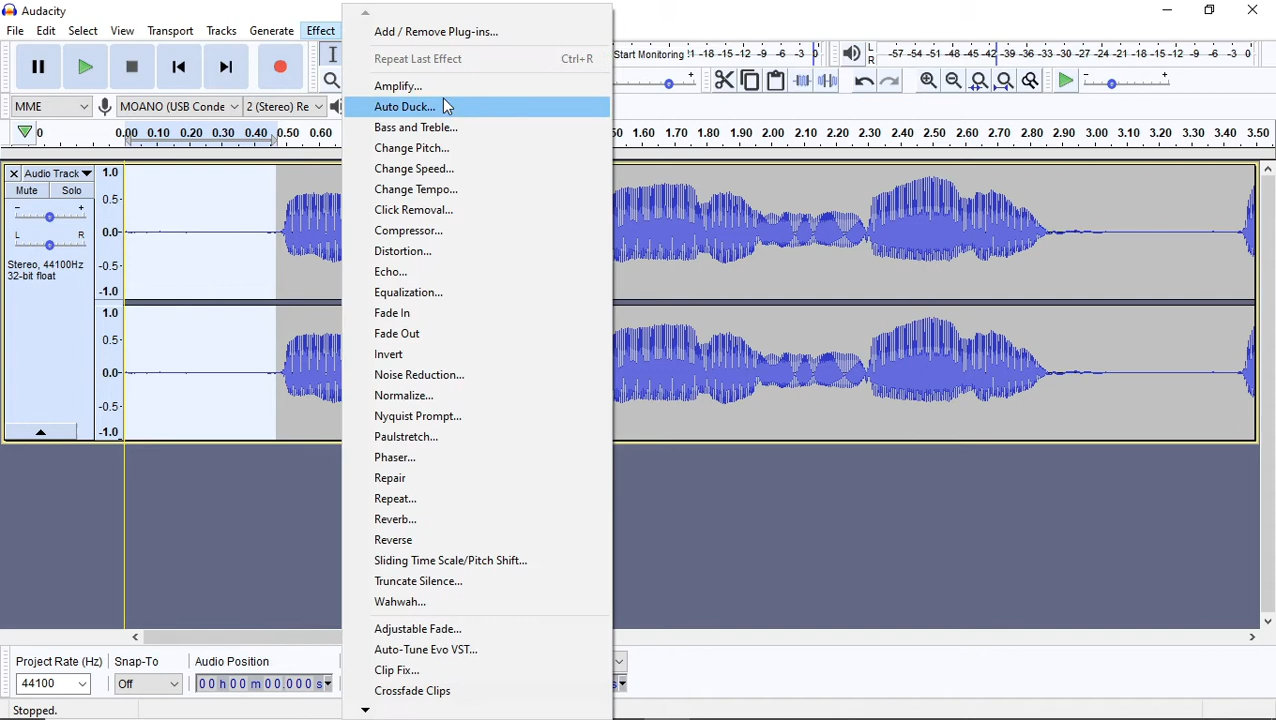 Audacity
File Edit Select View Transport Tracks Generate Effect
Add / Remove Plug-ins...
Repeat Last Effect Ctrl+R
Amplify...
Auto Duck...
Bass and Treble...
Change Pitch...
Change Speed...
Change Tempo...
Click Removal...
Compressor...
Distortion...
Echo...
Equalization...
Fade In
Fade Out
Invert
Noise Reduction...
Normalize...
Nyquist Prompt...
Paulstretch...
Phaser...
Repair
Repeat...
Reverb...
Reverse
Sliding Time Scale/Pitch Shift...
Truncate Silence...
Wahwah...
Adjustable Fade...
Auto-Tune Evo VST...
Clip Fix...
Crossfade Clips
Start Monitoring !1 -18 -15 -12 -9 -6 -3 0
L
R
-57 -54 -51 -48 -45 -42 -39 -36 -33 -30 -27 -24 -21 -18 -15 -12 -9 -6 -3 0
- +
- +
MME MOANO (USB Conde 2 (Stereo) Re
0 0.00 0.10 0.20 0.30 0.40 0.50 0.60
1.60 1.70 1.80 1.90 2.00 2.10 2.20 2.30 2.40 2.50 2.60 2.70 2.80 2.90 3.00 3.10 3.20 3.30 3.40 3.50
Audio Track
Mute Solo
- +
L R
Stereo, 44100Hz
32-bit float
1.0
0.5
0.0
-0.5
-1.0
1.0
0.5
0.0
-0.5
-1.0
Project Rate (Hz) Snap-To Audio Position
44100 Off 00 h 00 m 00.000 s
Stopped.